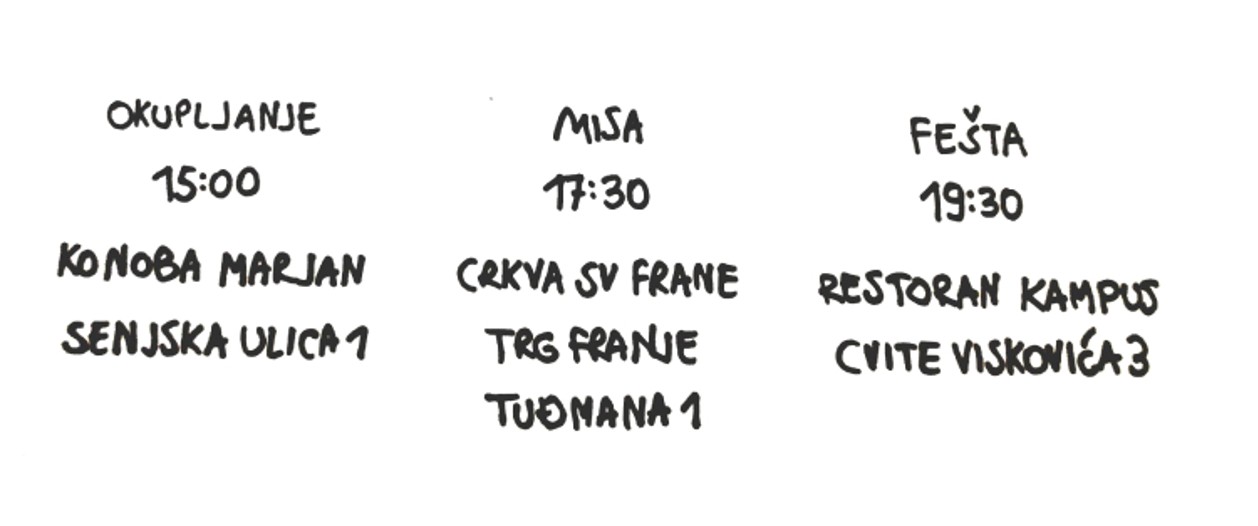 OKUPLJANJE
15:00
KONOBA MARJAN
SENJSKA ULICA 1
MISA
17:30
CRKVA SV FRANE
TRG FRANJE
TUĐMANA 1
FEŠTA
19:30
RESTORAN KAMPUS
CVITE VISKOVIĆA 3